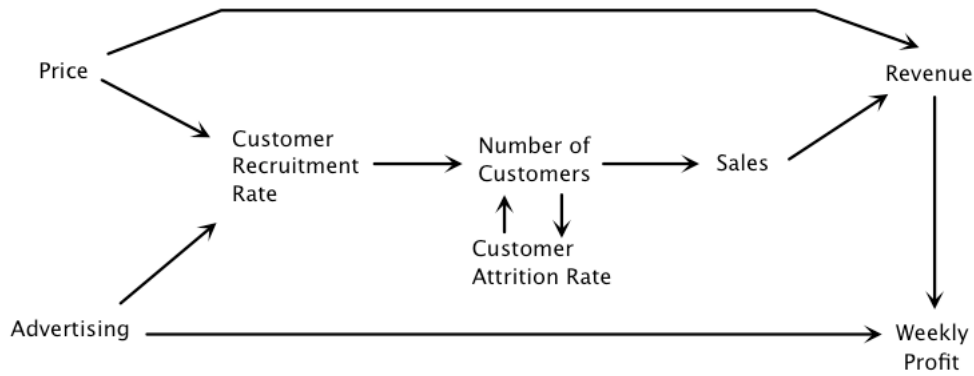 Price
Revenue
Customer
Recruitment
Rate
Number of
Customers
Sales
Customer
Attrition Rate
Advertising
Weekly
Profit